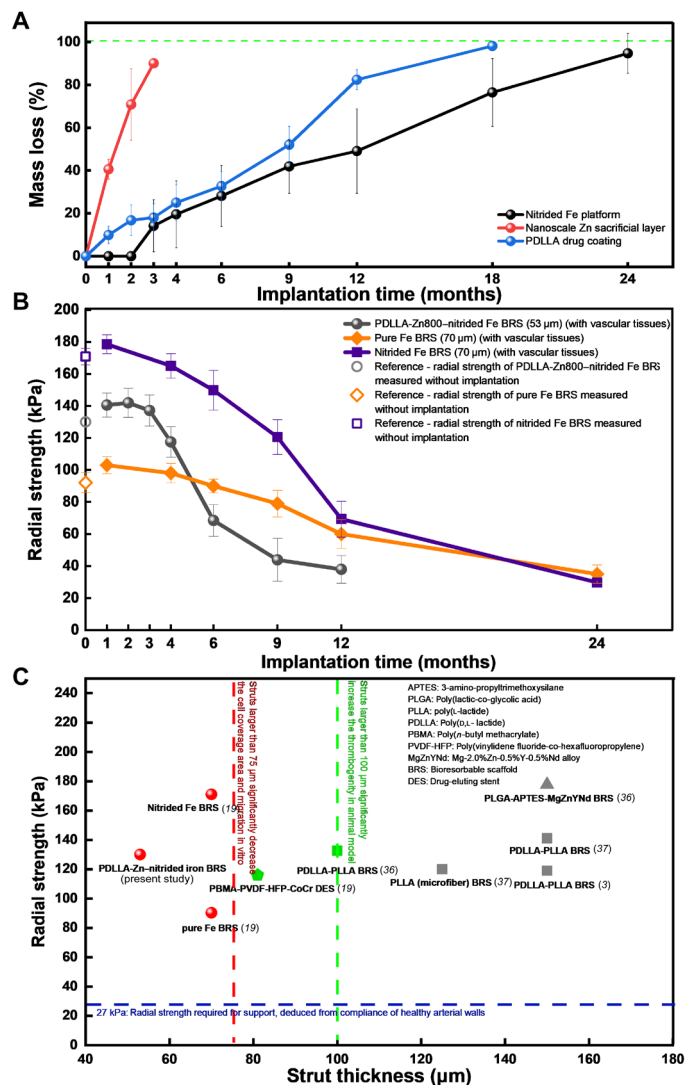 A
100
80
60
40
20
0
Mass loss (%)
Nitrided Fe platform
Nanoscale Zn sacrificial layer
PDLLA drug coating
0 1 2 3 4 6 9 12 18 24
Implantation time (months)
B
200
180
160
140
120
100
80
60
40
20
0
Radial strength (kPa)
PDLLA-Zn800–nitrided Fe BRS (53 μm) (with vascular tissues)
Pure Fe BRS (70 μm) (with vascular tissues)
Nitrided Fe BRS (70 μm) (with vascular tissues)
Reference - radial strength of PDLLA-Zn800–nitrided Fe BRS
measured without implantation
Reference - radial strength of pure Fe BRS measured
without implantation
Reference - radial strength of nitrided Fe BRS measured
without implantation
0 1 2 3 4 6 9 12 24
Implantation time (months)
C
240
220
200
180
160
140
120
100
80
60
40
20
0
Radial strength (kPa)
Struts larger than 75 μm significantly decrease
the cell coverage area and migration in vitro
Struts larger than 100 μm significantly
increase the thrombogenity in animal model
APTES: 3-amino-propyltrimethoxysilane
PLGA: Poly(lactic-co-glycolic acid)
PLLA: poly(L-lactide)
PDLLA: Poly(D,L- lactide)
PBMA: Poly(n-butyl methacrylate)
PVDF-HFP: Poly(vinylidene fluoride-co-hexafluoropropylene)
MgZnYNd: Mg-2.0%Zn-0.5%Y-0.5%Nd alloy
BRS: Bioresorbable scaffold
DES: Drug-eluting stent
Nitrided Fe BRS (19)
PLGA-APTES-MgZnYNd BRS (36)
PDLLA-PLLA BRS (37)
PDLLA-Zn–nitrided iron BRS
(present study)
PDLLA-PLLA BRS (36)
PBMA-PVDF-HFP-CoCr DES (19)
PLLA (microfiber) BRS (37)
PDLLA-PLLA BRS (3)
pure Fe BRS (19)
27 kPa: Radial strength required for support, deduced from compliance of healthy arterial walls
40 60 80 100 120 140 160 180
Strut thickness (μm)